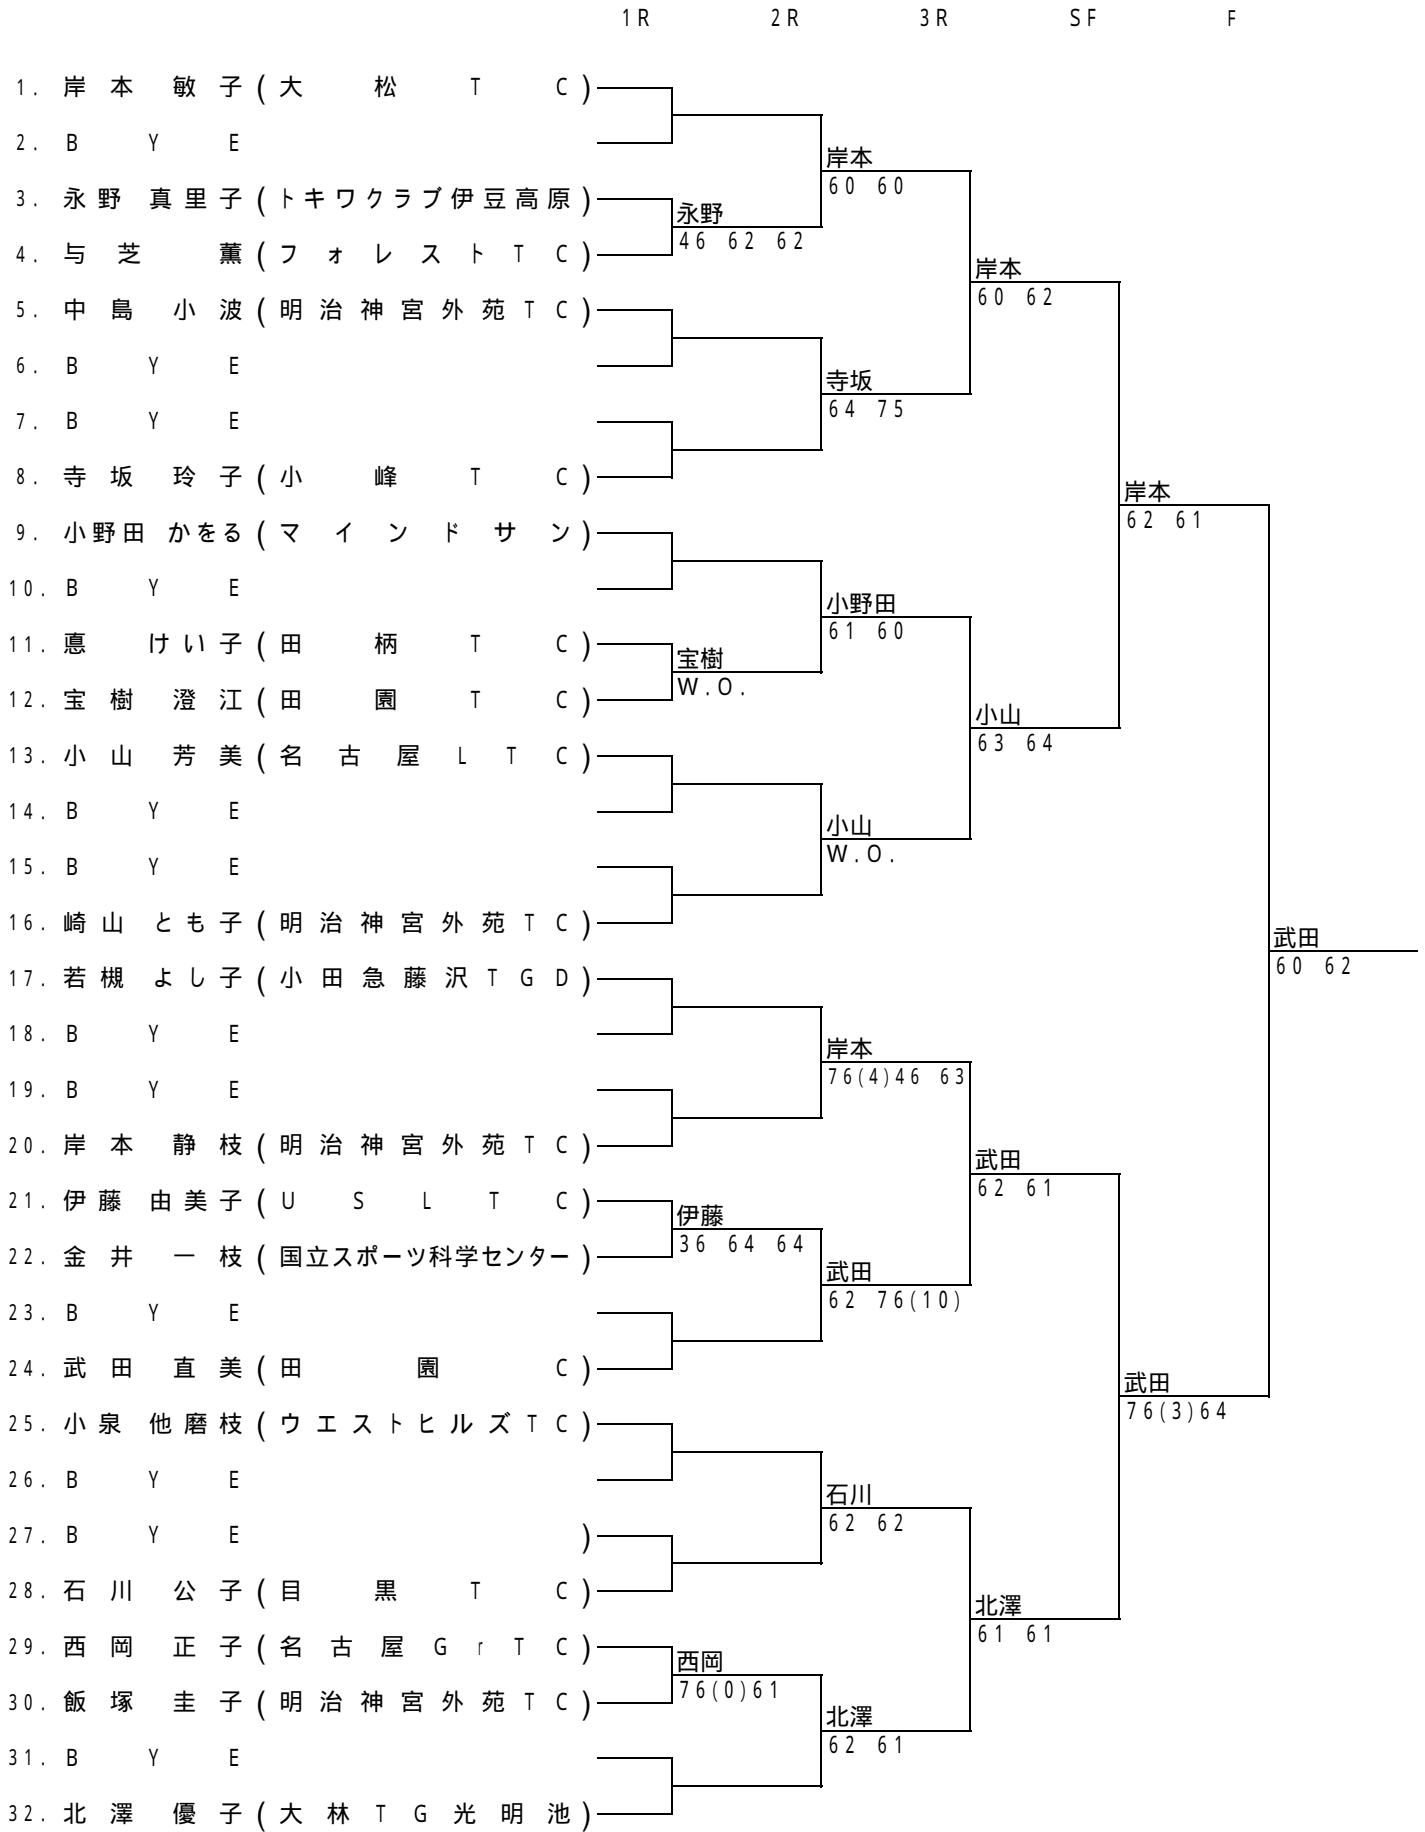 1R 2R 3R SF F
1. 岸本 敏子(大松TC)
2. BYE
岸本
60 60
3. 永野 真里子(トキワクラブ伊豆高原)
永野
46 62 62
4. 与芝 薫(フォレストTC)
岸本
60 62
5. 中島 小波(明治神宮外苑TC)
6. BYE
寺坂
64 75
7. BYE
8. 寺坂 玲子(小峰TC)
岸本
62 61
9. 小野田 かをる(マインドサン)
10. BYE
小野田
61 60
11. 悳 けい子(田柄TC)
宝樹
W.O.
12. 宝樹 澄江(田園TC)
小山
63 64
13. 小山 芳美(名古屋LTC)
14. BYE
小山
W.O.
15. BYE
16. 崎山 とも子(明治神宮外苑TC)
武田
60 62
17. 若槻 よし子(小田急藤沢TGD)
18. BYE
岸本
76(4)46 63
19. BYE
20. 岸本 静枝(明治神宮外苑TC)
武田
62 61
21. 伊藤 由美子(USLTC)
伊藤
36 64 64
22. 金井 一枝(国立スポーツ科学センター)
武田
62 76(10)
23. BYE
24. 武田 直美(田園C)
武田
76(3)64
25. 小泉 他磨枝(ウエストヒルズTC)
26. BYE
石川
62 62
27. BYE )
28. 石川 公子(目黒TC)
北澤
61 61
29. 西岡 正子(名古屋GrTC)
西岡
76(0)61
30. 飯塚 圭子(明治神宮外苑TC)
北澤
62 61
31. BYE
32. 北澤 優子(大林TG光明池)